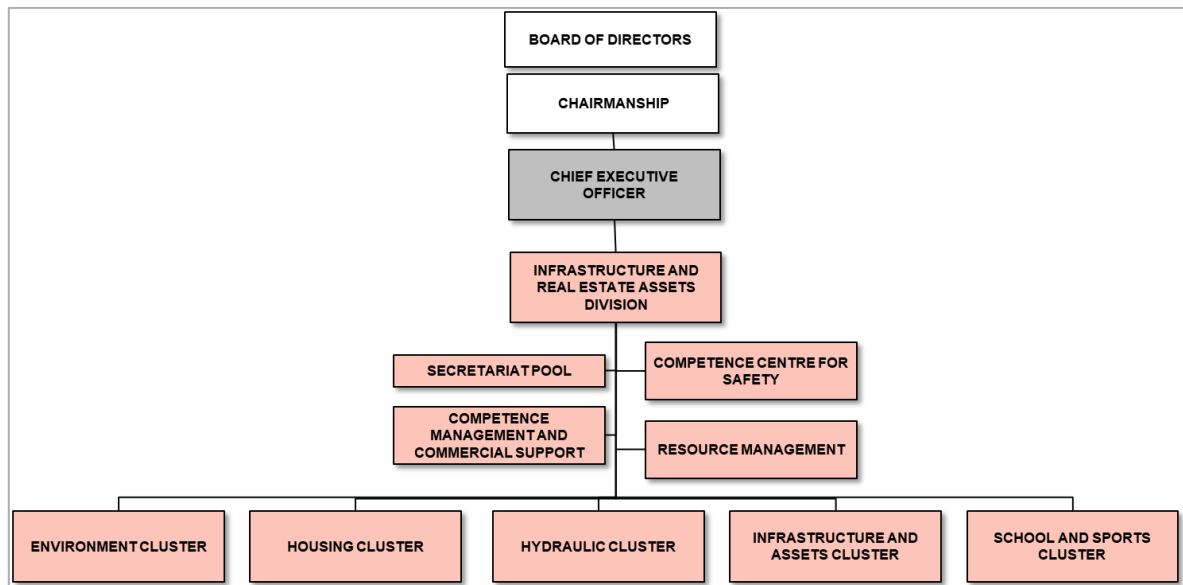 BOARD OF DIRECTORS
CHAIRMANSHIP
CHIEF EXECUTIVE
OFFICER
INFRASTRUCTURE AND
REAL ESTATE ASSETS
DIVISION
SECRETARIAT POOL
COMPETENCE CENTRE FOR
SAFETY
COMPETENCE
MANAGEMENT AND
COMMERCIAL SUPPORT
RESOURCE MANAGEMENT
ENVIRONMENT CLUSTER
HOUSING CLUSTER
HYDRAULIC CLUSTER
INFRASTRUCTURE AND
ASSETS CLUSTER
SCHOOL AND SPORTS
CLUSTER